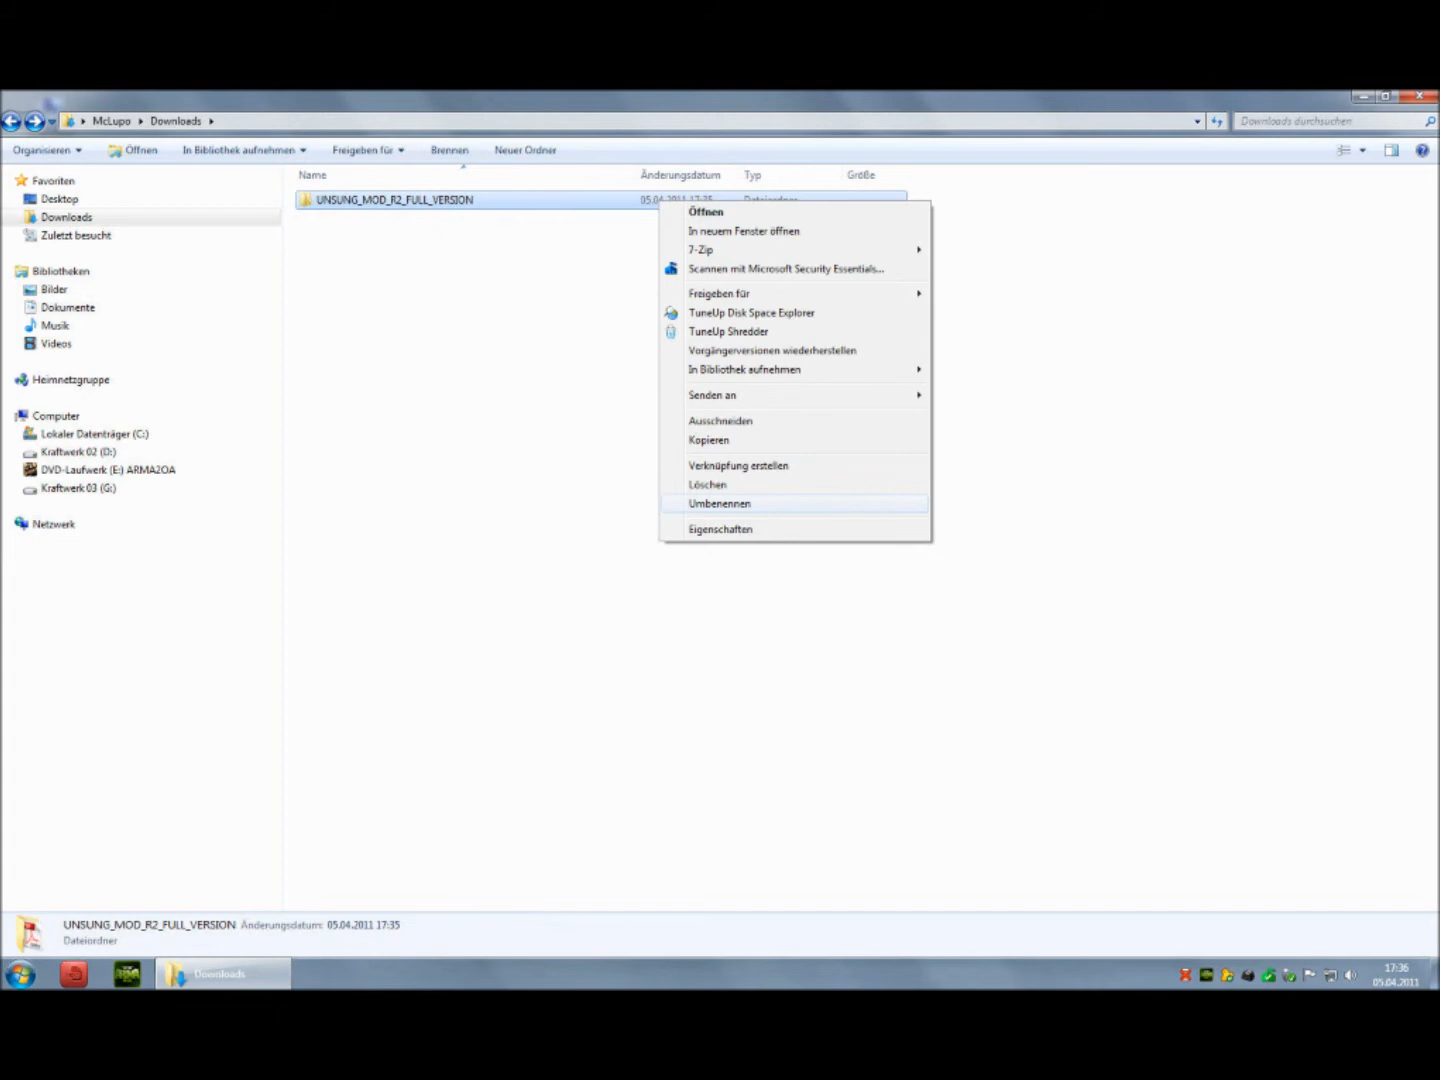 McLupo Downloads
Downloads durchsuchen
Organisieren Öffnen In Bibliothek aufnehmen Freigeben für Brennen Neuer Ordner
Name Änderungsdatum Typ Größe
UNSUNG_MOD_R2_FULL_VERSION 05.04.2011 17:35 Dateiordner
Favoriten
Desktop
Downloads
Zuletzt besucht
Bibliotheken
Bilder
Dokumente
Musik
Videos
Heimnetzgruppe
Computer
Lokaler Datenträger (C:)
Kraftwerk 02 (D:)
DVD-Laufwerk (E:) ARMA2OA
Kraftwerk 03 (G:)
Netzwerk
Öffnen
In neuem Fenster öffnen
7-Zip
Scannen mit Microsoft Security Essentials...
Freigeben für
TuneUp Disk Space Explorer
TuneUp Shredder
Vorgängerversionen wiederherstellen
In Bibliothek aufnehmen
Senden an
Ausschneiden
Kopieren
Verknüpfung erstellen
Löschen
Umbenennen
Eigenschaften
UNSUNG_MOD_R2_FULL_VERSION Änderungsdatum: 05.04.2011 17:35
Dateiordner
Downloads
17:36
05.04.2011